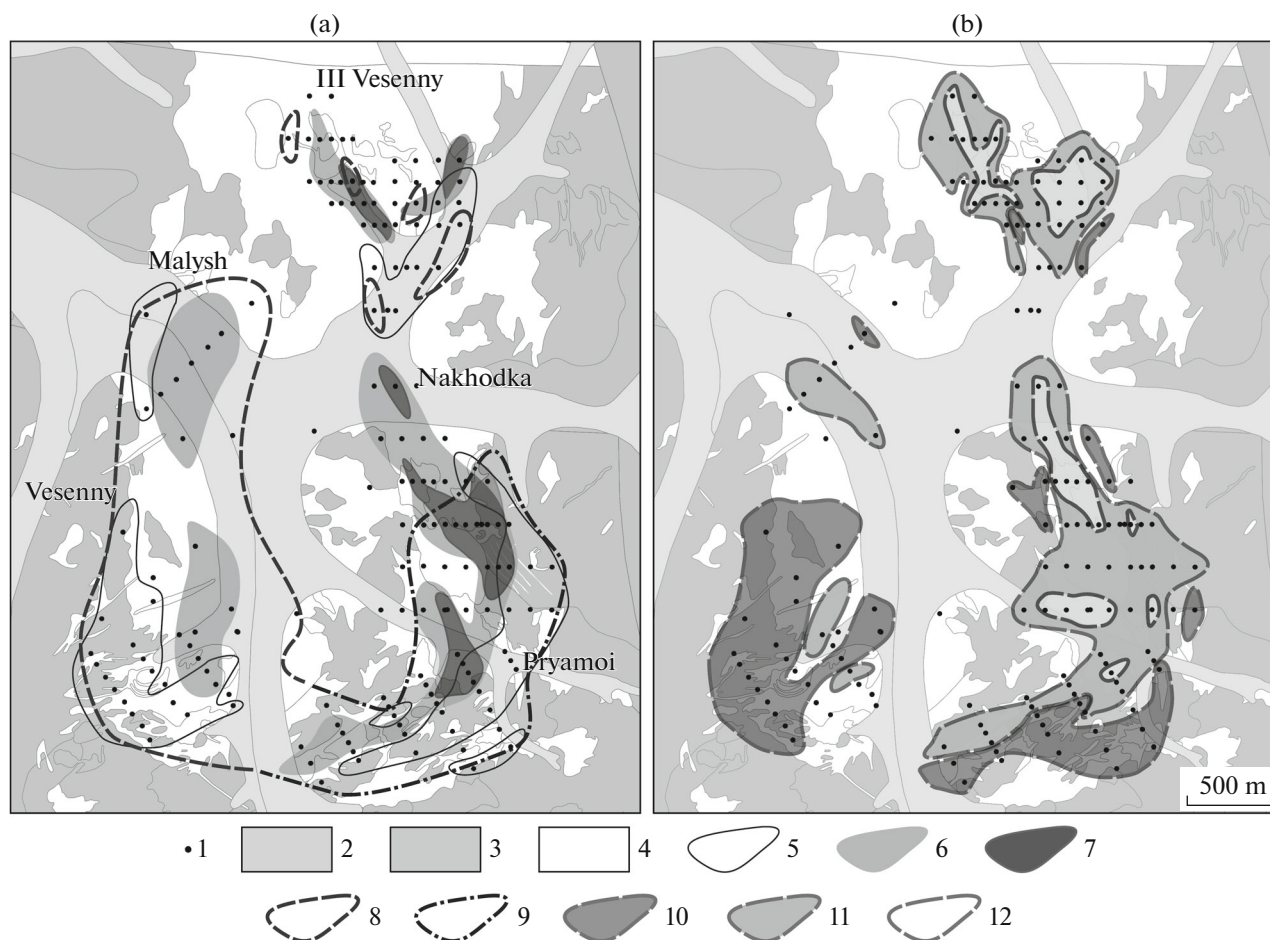 (a) (b)
III Vesenny
Malysh
Nakhodka
Vesenny
Pryamoi
500 m
1 2 3 4 5 6 7
8 9 10 11 12